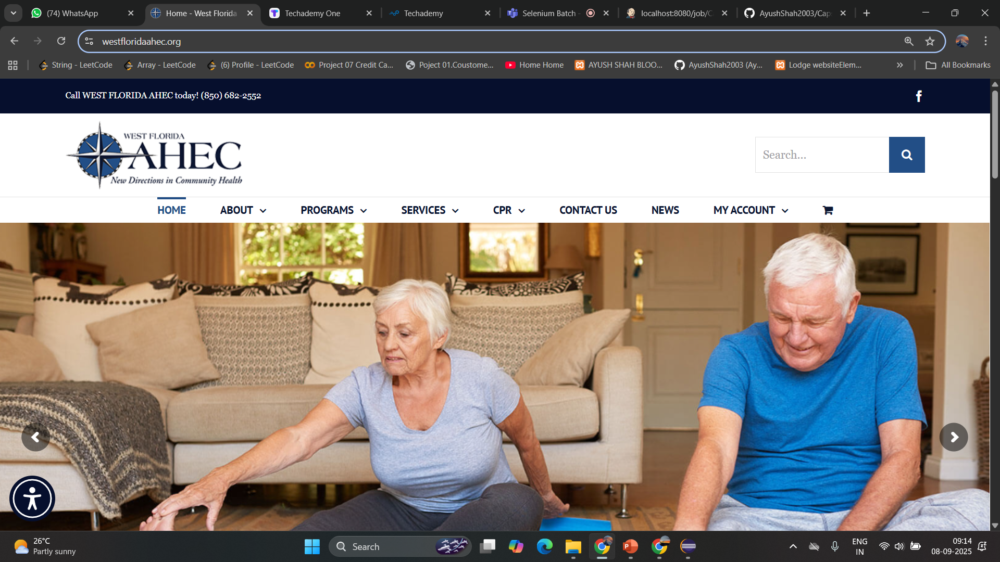 (74) WhatsApp
Home - West Florida
Techademy One
Techademy
Selenium Batch -
localhost:8080/job/C
AyushShah2003/Cap
westfloridaahec.org
String - LeetCode
Array - LeetCode
(6) Profile - LeetCode
Project 07 Credit Ca...
Poject 01.Coustome...
Home Home
AYUSH SHAH BLOO...
AyushShah2003 (Ay...
Lodge websiteElem...
All Bookmarks
Call WEST FLORIDA AHEC today! (850) 682-2552
WEST FLORIDA
AHEC
New Directions in Community Health
Search...
HOME
ABOUT
PROGRAMS
SERVICES
CPR
CONTACT US
NEWS
MY ACCOUNT
26°C
Partly sunny
Search
ENG
IN
09:14
08-09-2025